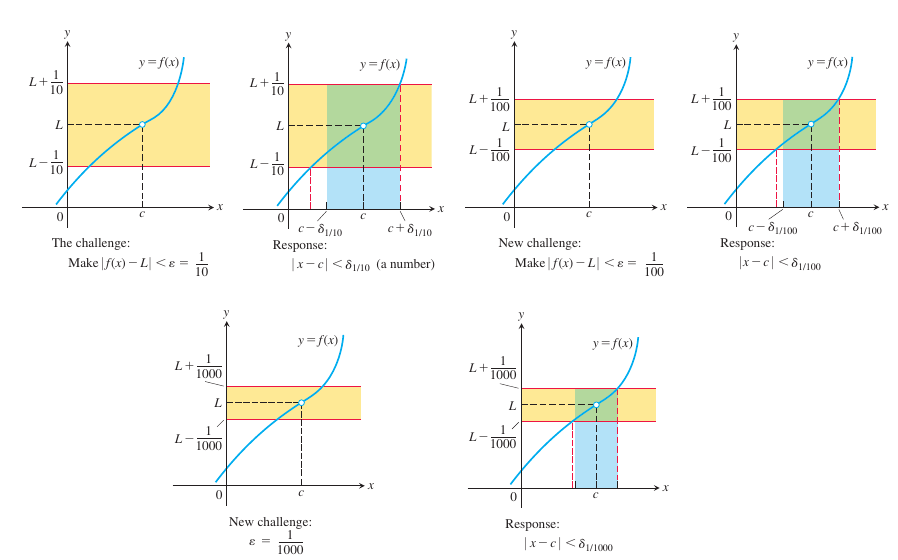 y
y = f(x)
L + 1/10
L
L − 1/10
0
c
x
The challenge:
Make |f(x) − L| < ε = 1/10
y
y = f(x)
L + 1/10
L
L − 1/10
0
c
x
c − δ1/10
c + δ1/10
Response:
|x − c| < δ1/10 (a number)
y
y = f(x)
L + 1/100
L
L − 1/100
0
c
x
New challenge:
Make |f(x) − L| < ε = 1/100
y
y = f(x)
L + 1/100
L
L − 1/100
0
c
x
c − δ1/100
c + δ1/100
Response:
|x − c| < δ1/100
y
y = f(x)
L + 1/1000
L
L − 1/1000
0
c
x
New challenge:
ε = 1/1000
y
y = f(x)
L + 1/1000
L
L − 1/1000
0
c
x
Response:
|x − c| < δ1/1000